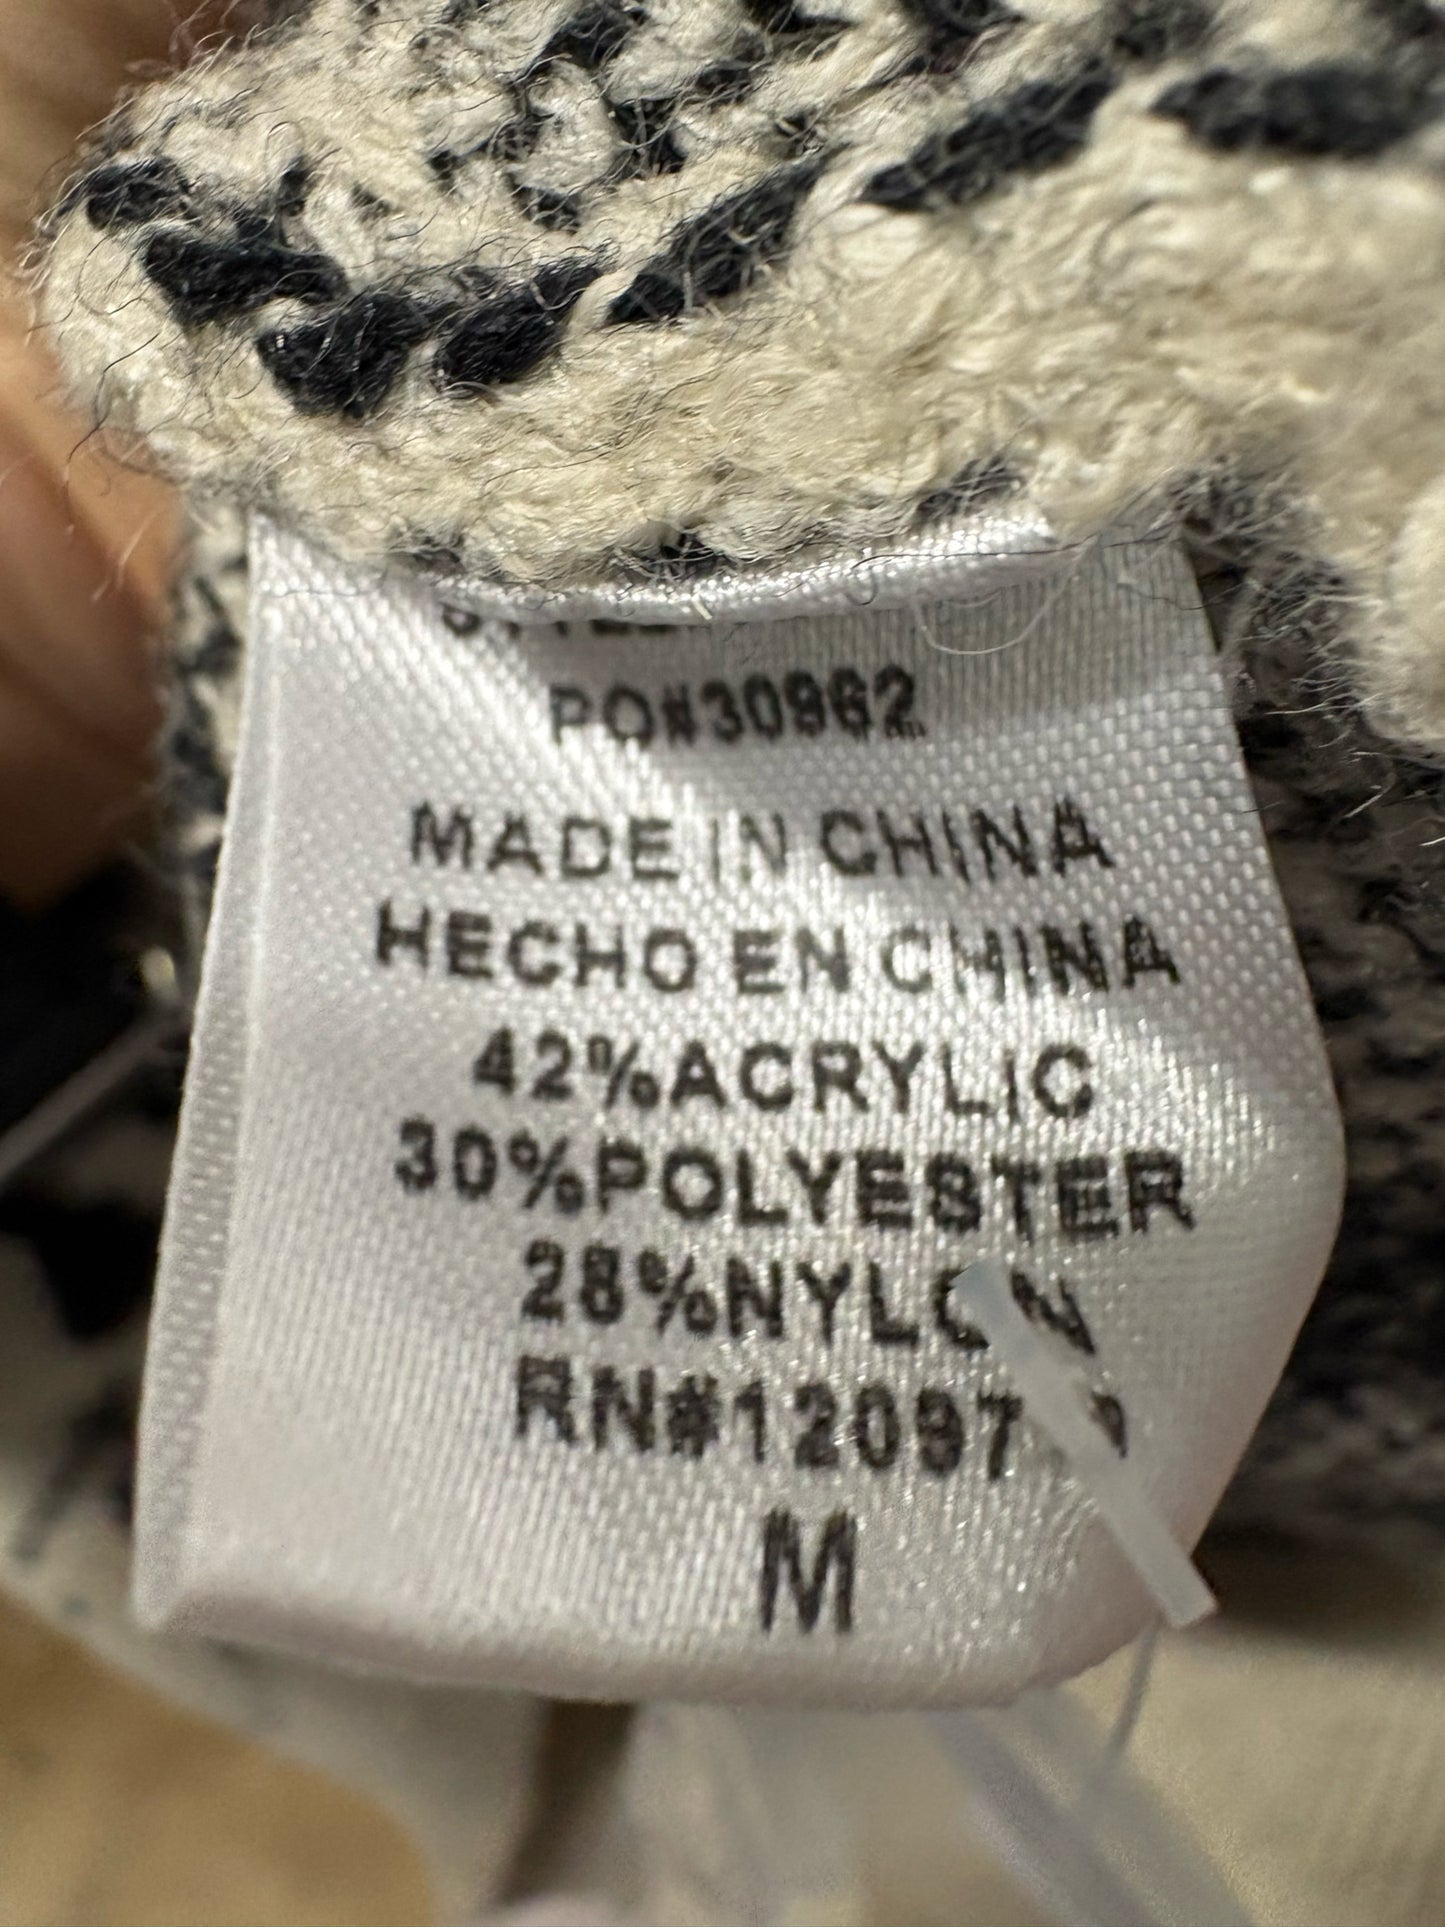 PO#30962
MADE IN CHINA
HECHO EN CHINA
42%ACRYLIC
30%POLYESTER
28%NYLON
M